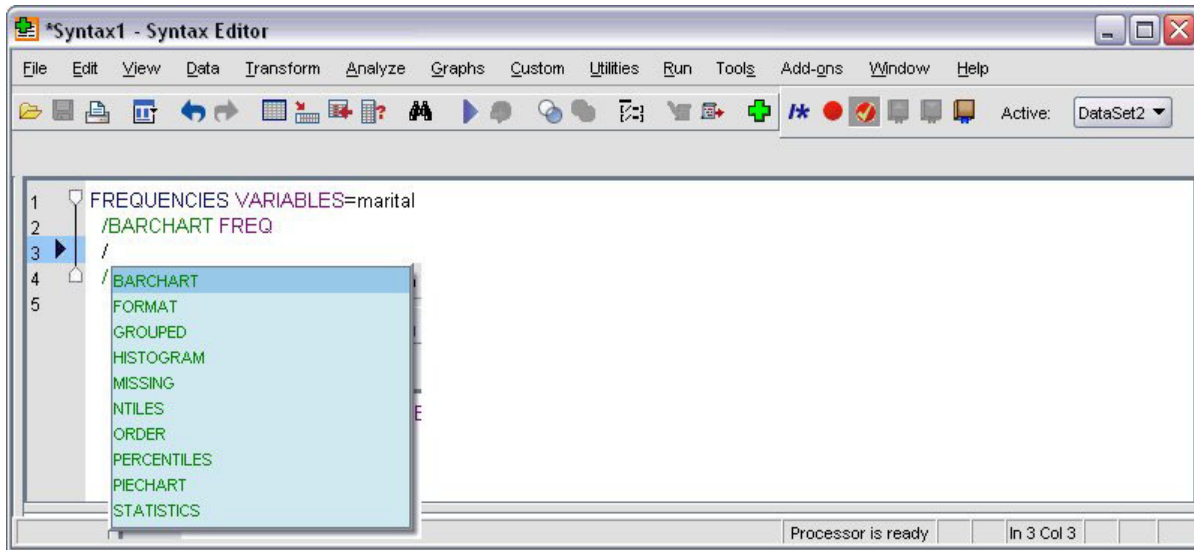 *Syntax1 - Syntax Editor
File Edit View Data Transform Analyze Graphs Custom Utilities Run Tools Add-ons Window Help
Active: DataSet2
1 FREQUENCIES VARIABLES=marital
2 /BARCHART FREQ
3 /
4 /
5
BARCHART
FORMAT
GROUPED
HISTOGRAM
MISSING
NTILES
ORDER
PERCENTILES
PIECHART
STATISTICS
Processor is ready In 3 Col 3